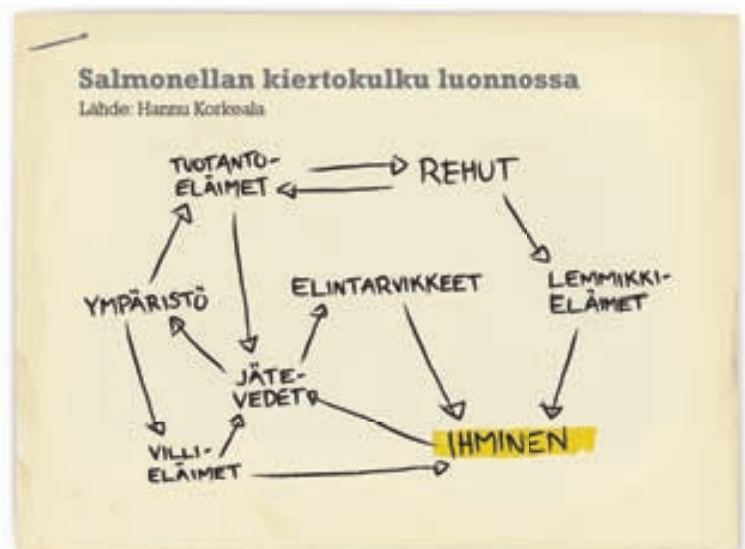 Salmonellan kiertokulku luonnossa
Lähde: Hannu Korkeala
TUOTANTO-
ELÄIMET
REHUT
YMPÄRISTÖ
ELINTARVIKKEET
LEMMIKKI-
ELÄIMET
JÄTE-
VEDET
IHMINEN
VILLI-
ELÄIMET